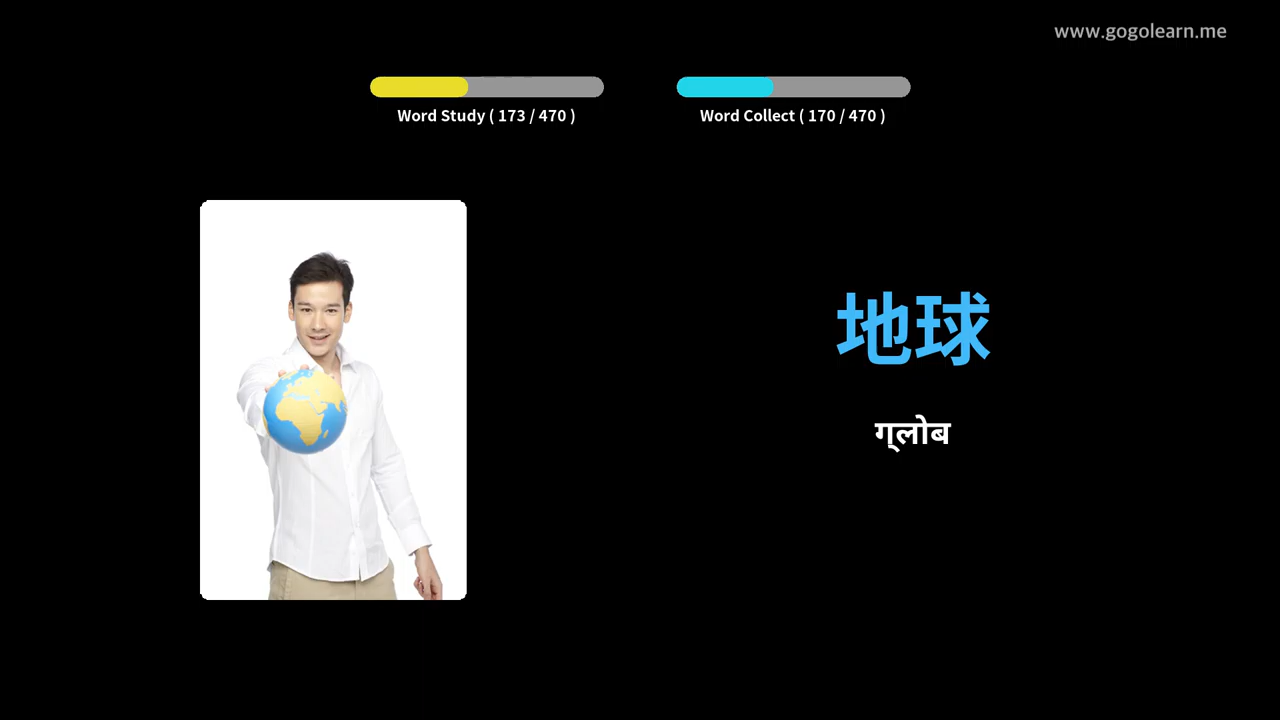 www.gogolearn.me
Word Study ( 173 / 470 )
Word Collect ( 170 / 470 )
地球
ग्‌लोब